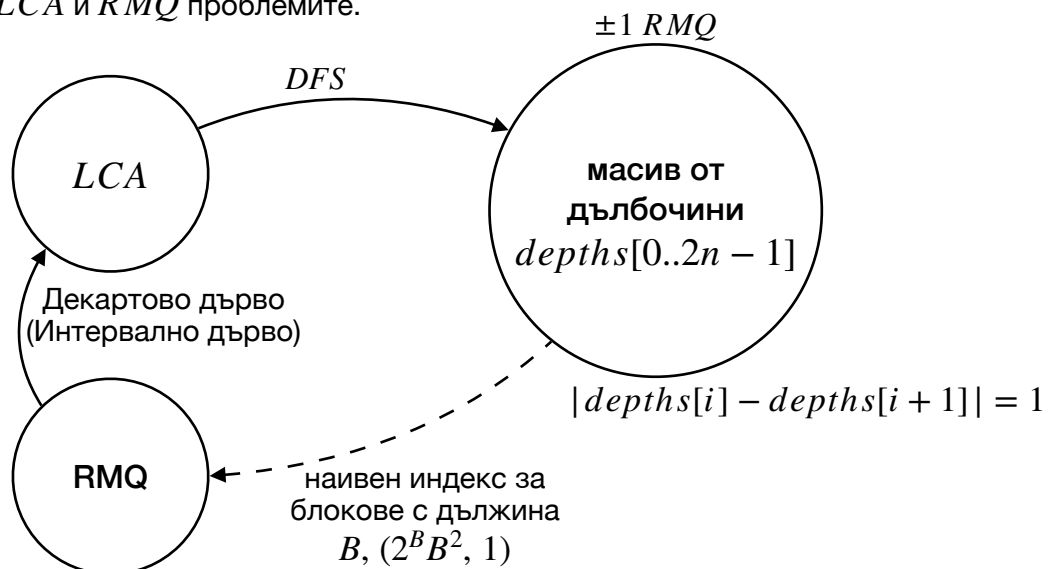 LCA и RMQ проблемите.
±1 RMQ
DFS
LCA
масив от
дълбочини
depths[0..2n − 1]
Декартово дърво
(Интервално дърво)
|depths[i] − depths[i + 1]| = 1
RMQ
наивен индекс за
блокове с дължина
B, (2^B B^2, 1)